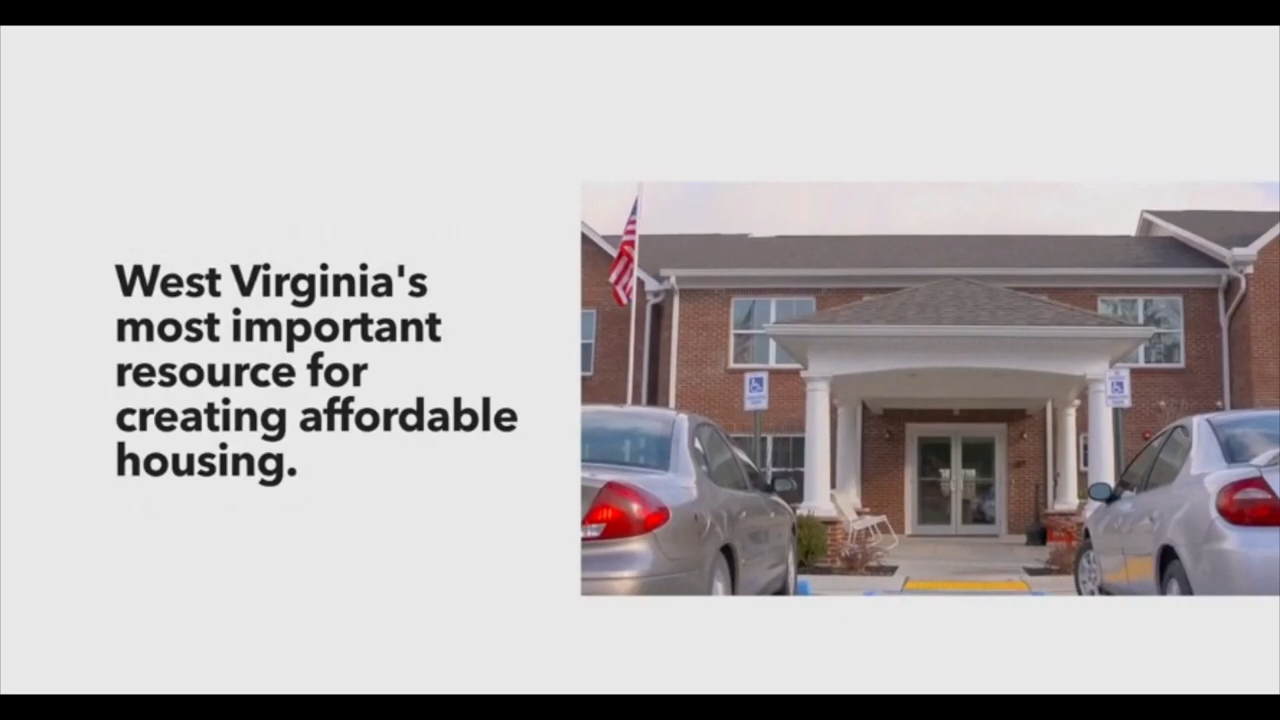 West Virginia's
most important
resource for
creating affordable
housing.